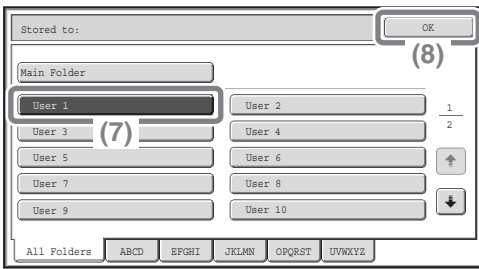 Stored to:
OK
(8)
Main Folder
User 1
User 2
(7)
1
User 3
User 4
2
User 5
User 6
User 7
User 8
User 9
User 10
All Folders ABCD EFGHI JKLMN OPQRST UVWXYZ